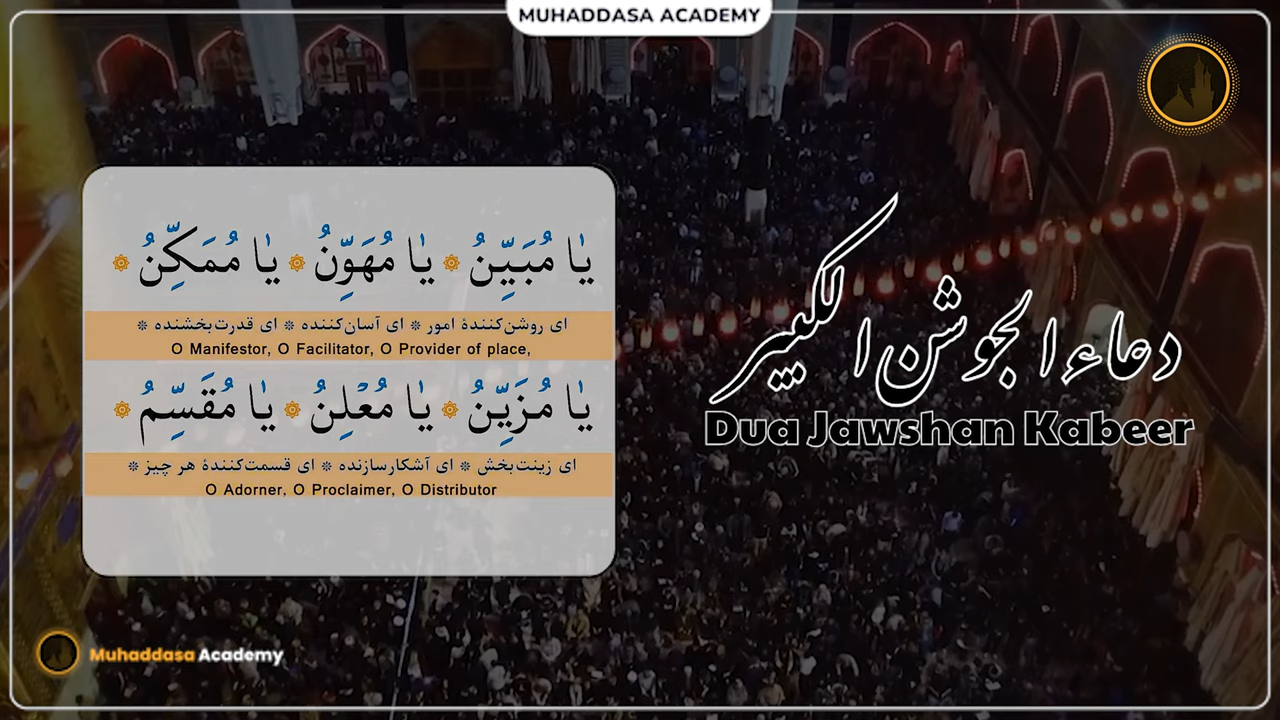 MUHADDASA ACADEMY
يٰا مُبَيِّنُ ۞ يٰا مُهَوِّنُ ۞ يٰا مُمَكِّنُ ۞
ای روشن‌کنندهٔ امور ❊ ای آسان‌کننده ❊ ای قدرت‌بخشنده ❊
O Manifestor, O Facilitator, O Provider of place,
يٰا مُزَيِّنُ ۞ يٰا مُعْلِنُ ۞ يٰا مُقَسِّمُ ۞
ای زینت‌بخش ❊ ای آشکارسازنده ❊ ای قسمت‌کنندهٔ هر چیز ❊
O Adorner, O Proclaimer, O Distributor
دعاء الجوشن الكبير
Dua Jawshan Kabeer
Muhaddasa Academy